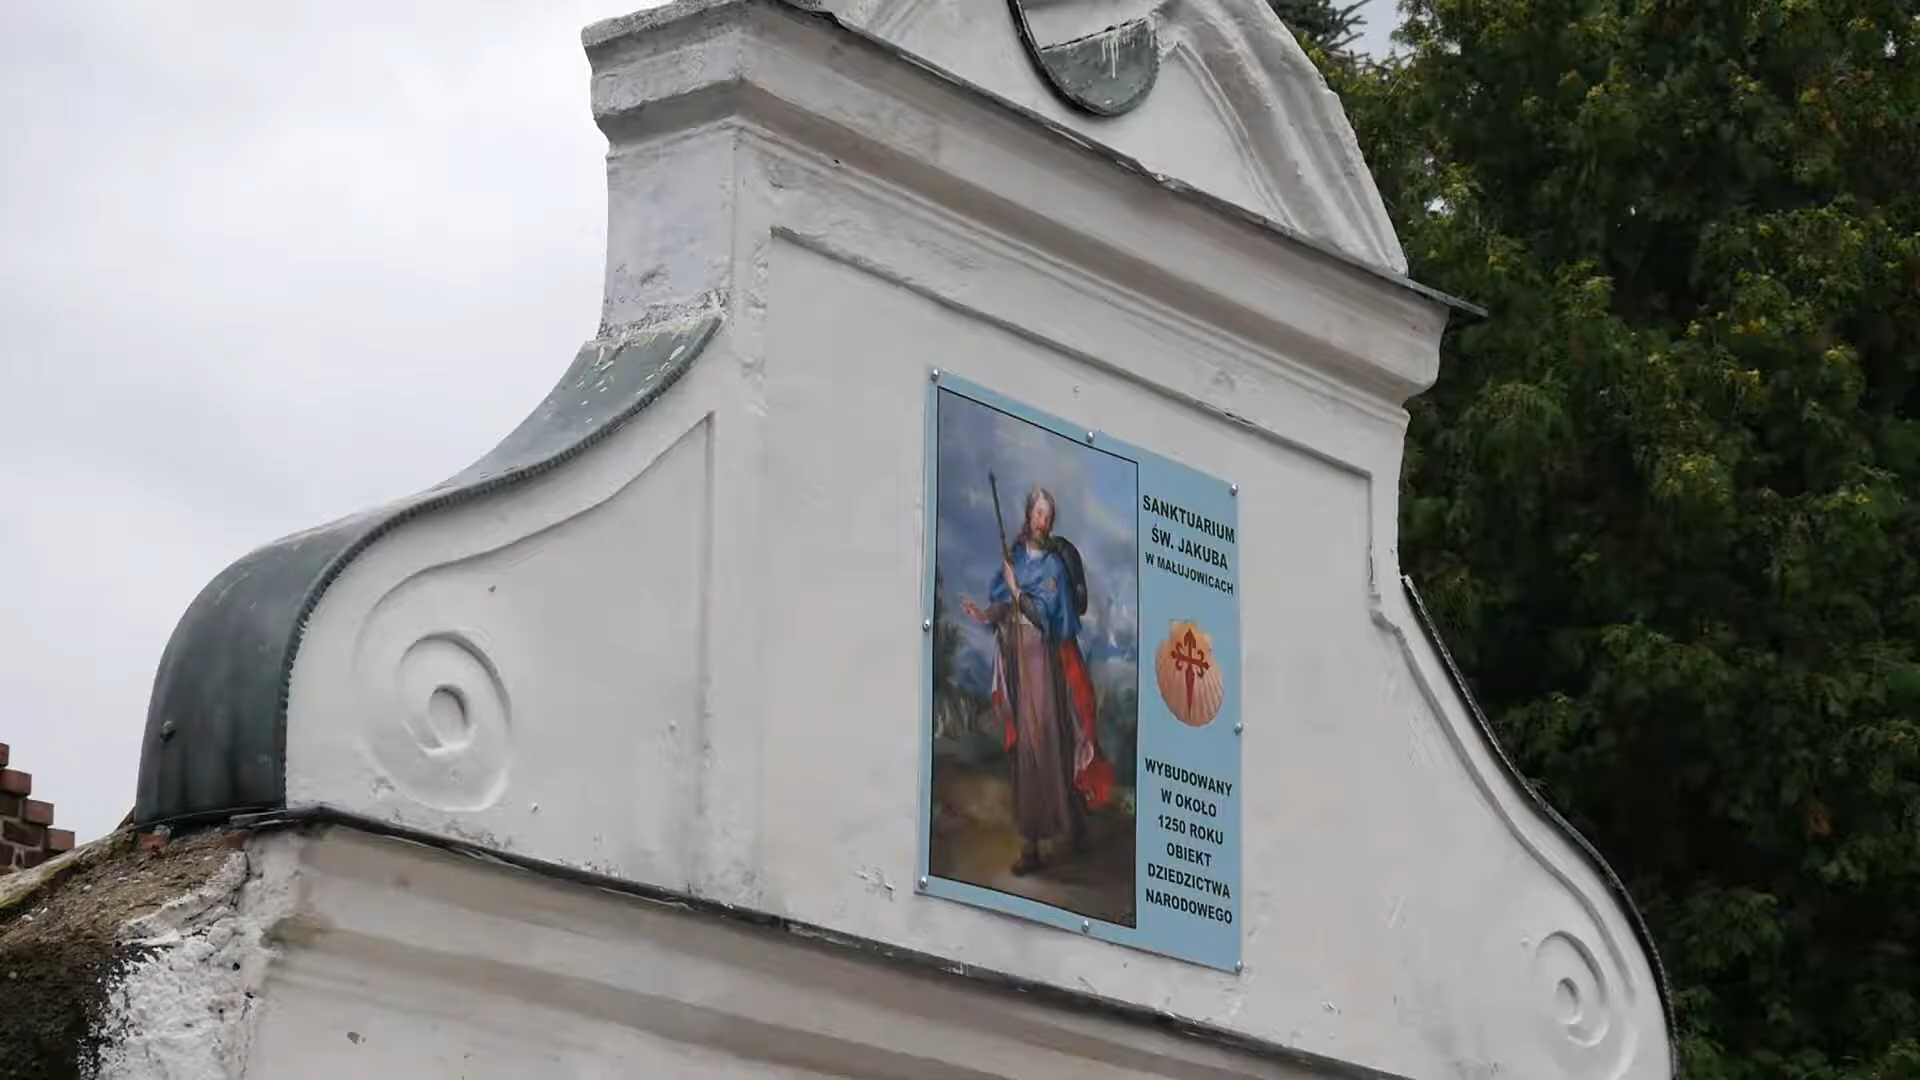 SANKTUARIUM
ŚW. JAKUBA
W MAŁUJOWICACH
WYBUDOWANY
W OKOŁO
1250 ROKU
OBIEKT
DZIEDZICTWA
NARODOWEGO